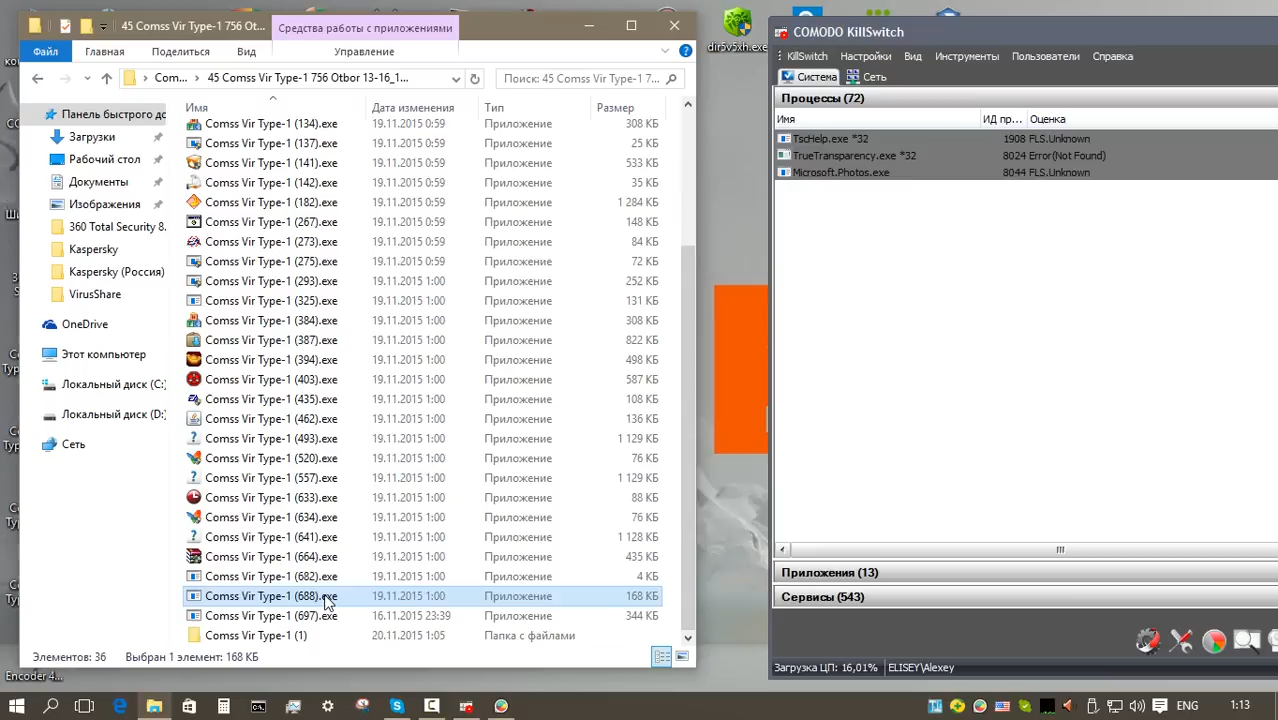 45 Comss Vir Type-1 756 Ot...
Средства работы с приложениями
Файл
Главная
Поделиться
Вид
Управление
Com...
45 Comss Vir Type-1 756 Otbor 13-16_1...
Поиск: 45 Comss Vir Type-1 7...
Имя
Дата изменения
Тип
Размер
Панель быстрого до
Загрузки
Рабочий стол
Документы
Изображения
360 Total Security 8.
Kaspersky
Kaspersky (Россия)
VirusShare
OneDrive
Этот компьютер
Локальный диск (C:
Локальный диск (D:
Сеть
Comss Vir Type-1 (134).exe 19.11.2015 0:59 Приложение 308 КБ
Comss Vir Type-1 (137).exe 19.11.2015 0:59 Приложение 25 КБ
Comss Vir Type-1 (141).exe 19.11.2015 0:59 Приложение 533 КБ
Comss Vir Type-1 (142).exe 19.11.2015 0:59 Приложение 35 КБ
Comss Vir Type-1 (182).exe 19.11.2015 0:59 Приложение 1 284 КБ
Comss Vir Type-1 (267).exe 19.11.2015 0:59 Приложение 148 КБ
Comss Vir Type-1 (273).exe 19.11.2015 0:59 Приложение 84 КБ
Comss Vir Type-1 (275).exe 19.11.2015 0:59 Приложение 72 КБ
Comss Vir Type-1 (293).exe 19.11.2015 1:00 Приложение 252 КБ
Comss Vir Type-1 (325).exe 19.11.2015 1:00 Приложение 131 КБ
Comss Vir Type-1 (384).exe 19.11.2015 1:00 Приложение 308 КБ
Comss Vir Type-1 (387).exe 19.11.2015 1:00 Приложение 822 КБ
Comss Vir Type-1 (394).exe 19.11.2015 1:00 Приложение 498 КБ
Comss Vir Type-1 (403).exe 19.11.2015 1:00 Приложение 587 КБ
Comss Vir Type-1 (435).exe 19.11.2015 1:00 Приложение 108 КБ
Comss Vir Type-1 (462).exe 19.11.2015 1:00 Приложение 136 КБ
Comss Vir Type-1 (493).exe 19.11.2015 1:00 Приложение 1 129 КБ
Comss Vir Type-1 (520).exe 19.11.2015 1:00 Приложение 76 КБ
Comss Vir Type-1 (557).exe 19.11.2015 1:00 Приложение 1 129 КБ
Comss Vir Type-1 (633).exe 19.11.2015 1:00 Приложение 88 КБ
Comss Vir Type-1 (634).exe 19.11.2015 1:00 Приложение 76 КБ
Comss Vir Type-1 (641).exe 19.11.2015 1:00 Приложение 1 128 КБ
Comss Vir Type-1 (664).exe 19.11.2015 1:00 Приложение 435 КБ
Comss Vir Type-1 (682).exe 19.11.2015 1:00 Приложение 4 КБ
Comss Vir Type-1 (688).exe 19.11.2015 1:00 Приложение 168 КБ
Comss Vir Type-1 (697).exe 16.11.2015 23:39 Приложение 344 КБ
Comss Vir Type-1 (1) 20.11.2015 1:05 Папка с файлами
Элементов: 36
Выбран 1 элемент: 168 КБ
Encoder 4...
dir5v5xh.exe
COMODO KillSwitch
KillSwitch
Настройки
Вид
Инструменты
Пользователи
Справка
Система
Сеть
Процессы (72)
Имя
ИД пр...
Оценка
TscHelp.exe *32 1908 FLS.Unknown
TrueTransparency.exe *32 8024 Error(Not Found)
Microsoft.Photos.exe 8044 FLS.Unknown
Приложения (13)
Сервисы (543)
Загрузка ЦП: 16,01%
ELISEY\Alexey
ENG
1:13